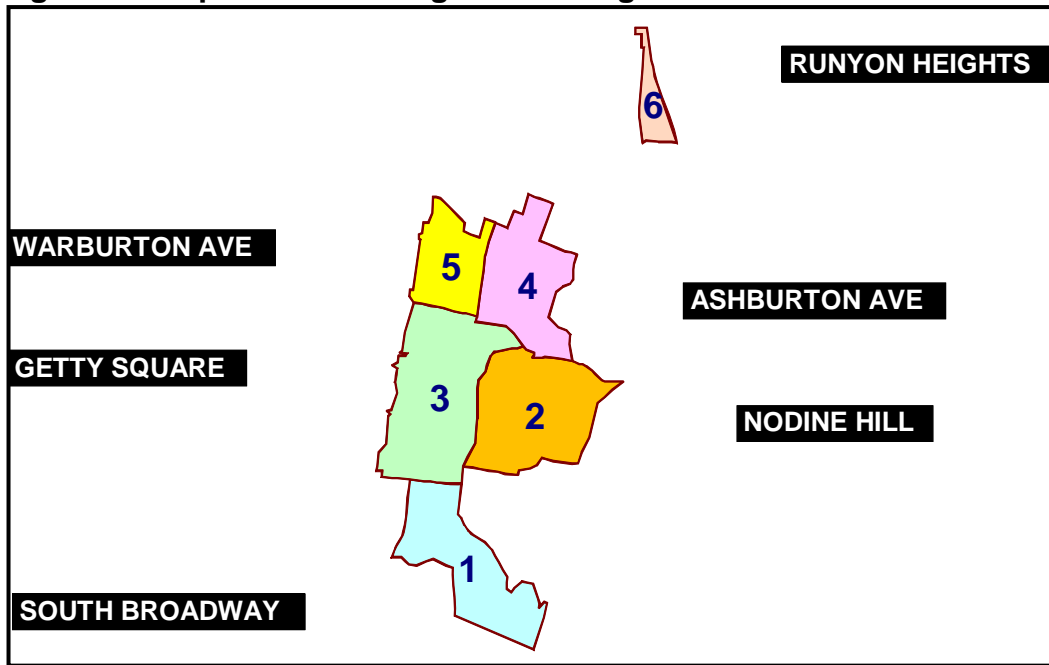 RUNYON HEIGHTS
6
WARBURTON AVE
5
4
ASHBURTON AVE
GETTY SQUARE
3
2
NODINE HILL
1
SOUTH BROADWAY